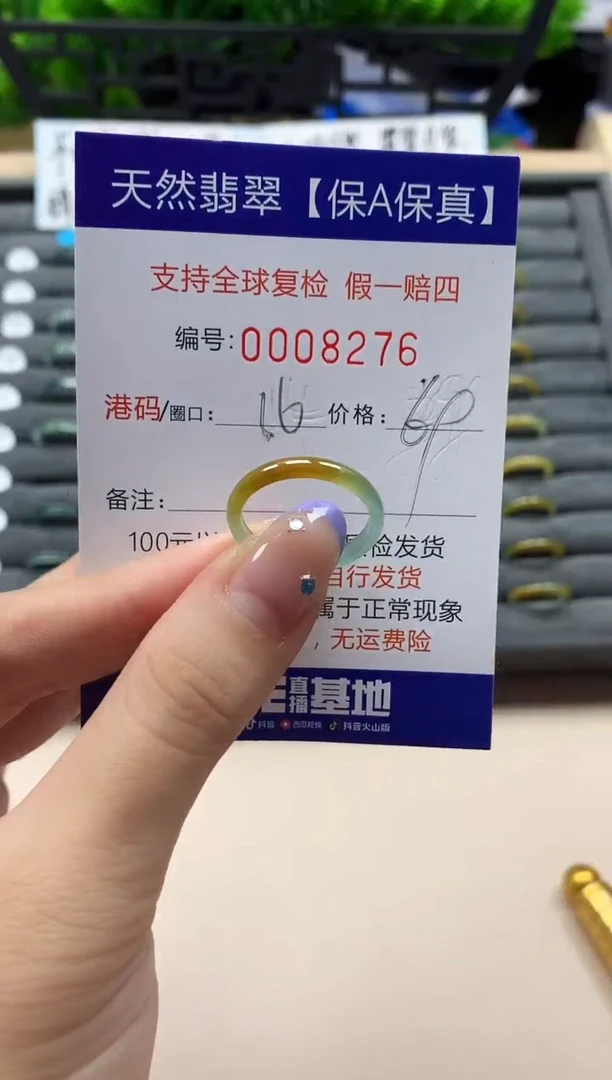 天然翡翠【保A保真】
支持全球复检 假一赔四
编号:0008276
港码/圈口: 16 价格: 69
备注:
100元 检发货
自行发货
属于正常现象
,无运费险
直播基地
抖音 西瓜视频 抖音火山版